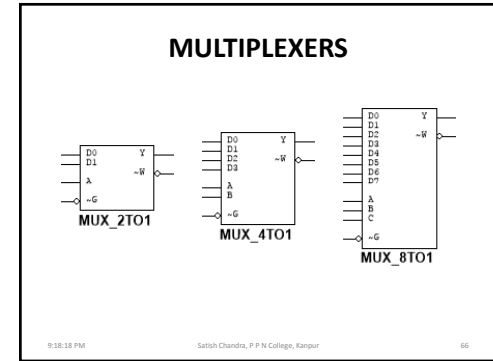 MULTIPLEXERS
D0 Y
D1
~W
A
~G
MUX_2TO1
D0 Y
D1
D2 ~W
D3
A
B
~G
MUX_4TO1
D0 Y
D1
D2 ~W
D3
D4
D5
D6
D7
A
B
C
~G
MUX_8TO1
9:18:18 PM Satish Chandra, P P N College, Kanpur 66